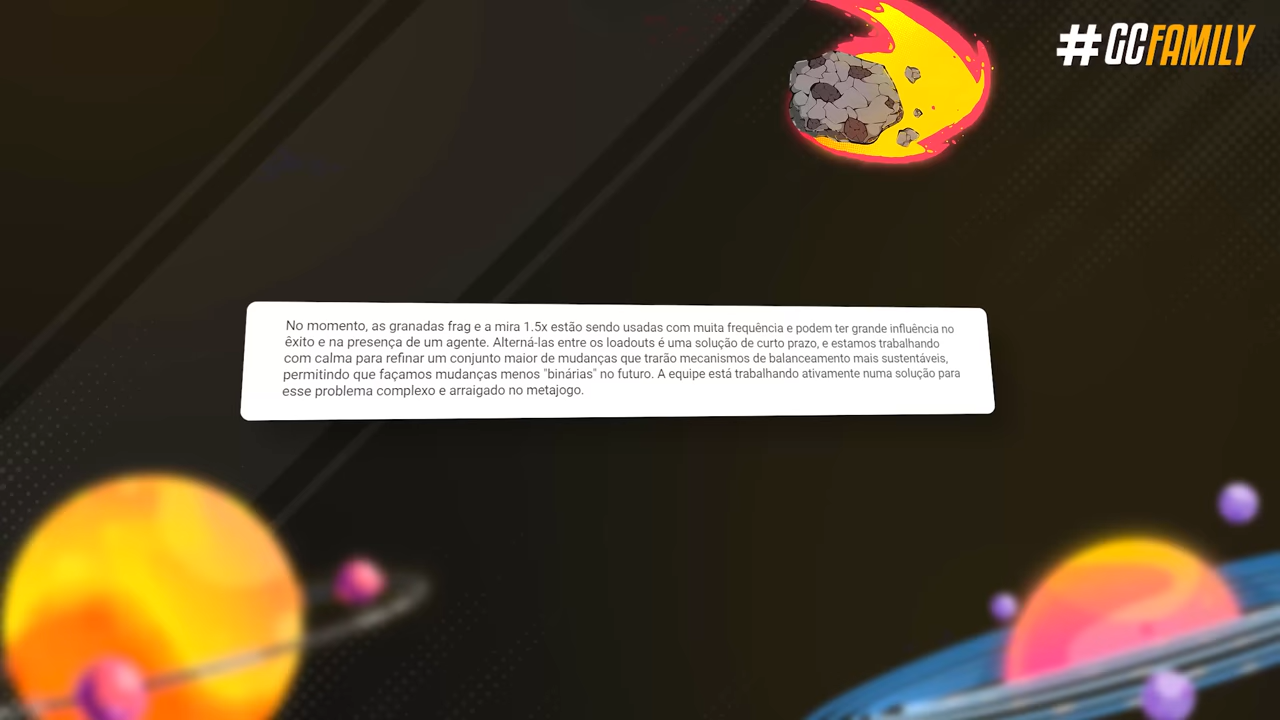 #GCFAMILY
No momento, as granadas frag e a mira 1.5x estão sendo usadas com muita frequência e podem ter grande influência no
êxito e na presença de um agente. Alterná-las entre os loadouts é uma solução de curto prazo, e estamos trabalhando
com calma para refinar um conjunto maior de mudanças que trarão mecanismos de balanceamento mais sustentáveis,
permitindo que façamos mudanças menos "binárias" no futuro. A equipe está trabalhando ativamente numa solução para
esse problema complexo e arraigado no metajogo.